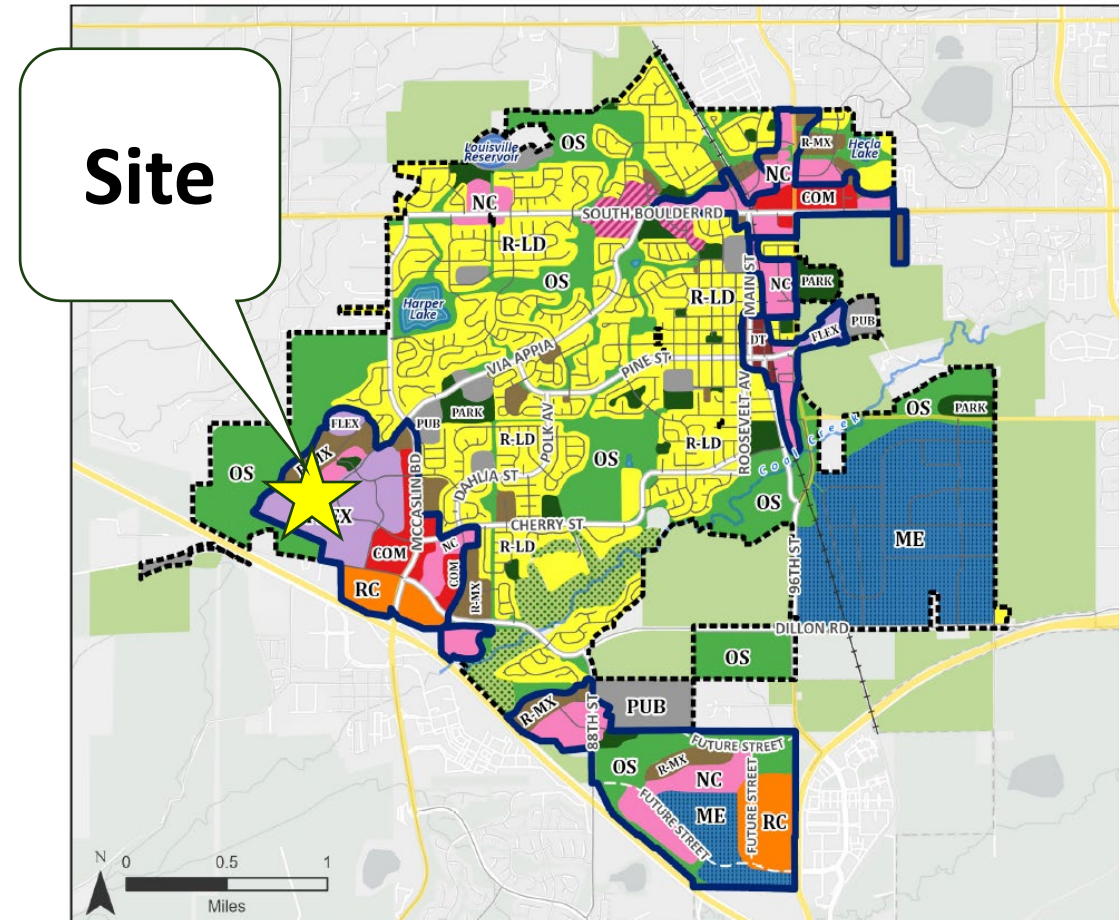 Site
Louisville
Reservoir
OS
R-MX
Hecla
Lake
NC
NC
COM
SOUTH BOULDER RD
R-LD
OS
MAIN ST
NC
PARK
R-LD
Harper
Lake
FLEX
PUB
DT
VIA APPIA
PINE ST
ROOSEVELT AV
OS
PARK
PARK
FLEX
PUB
POLK AV
R-LD
R-LD
Coal Creek
OS
R-MX
MCCASLIN BD
DAHLIA ST
OS
OS
CHERRY ST
ME
COM
NC
R-LD
96TH ST
RC
COM
R-MX
DILLON RD
OS
R-MX
88TH ST
PUB
FUTURE STREET
OS
R-MX
NC
FUTURE STREET
FUTURE STREET
ME
RC
N
0 0.5 1
Miles